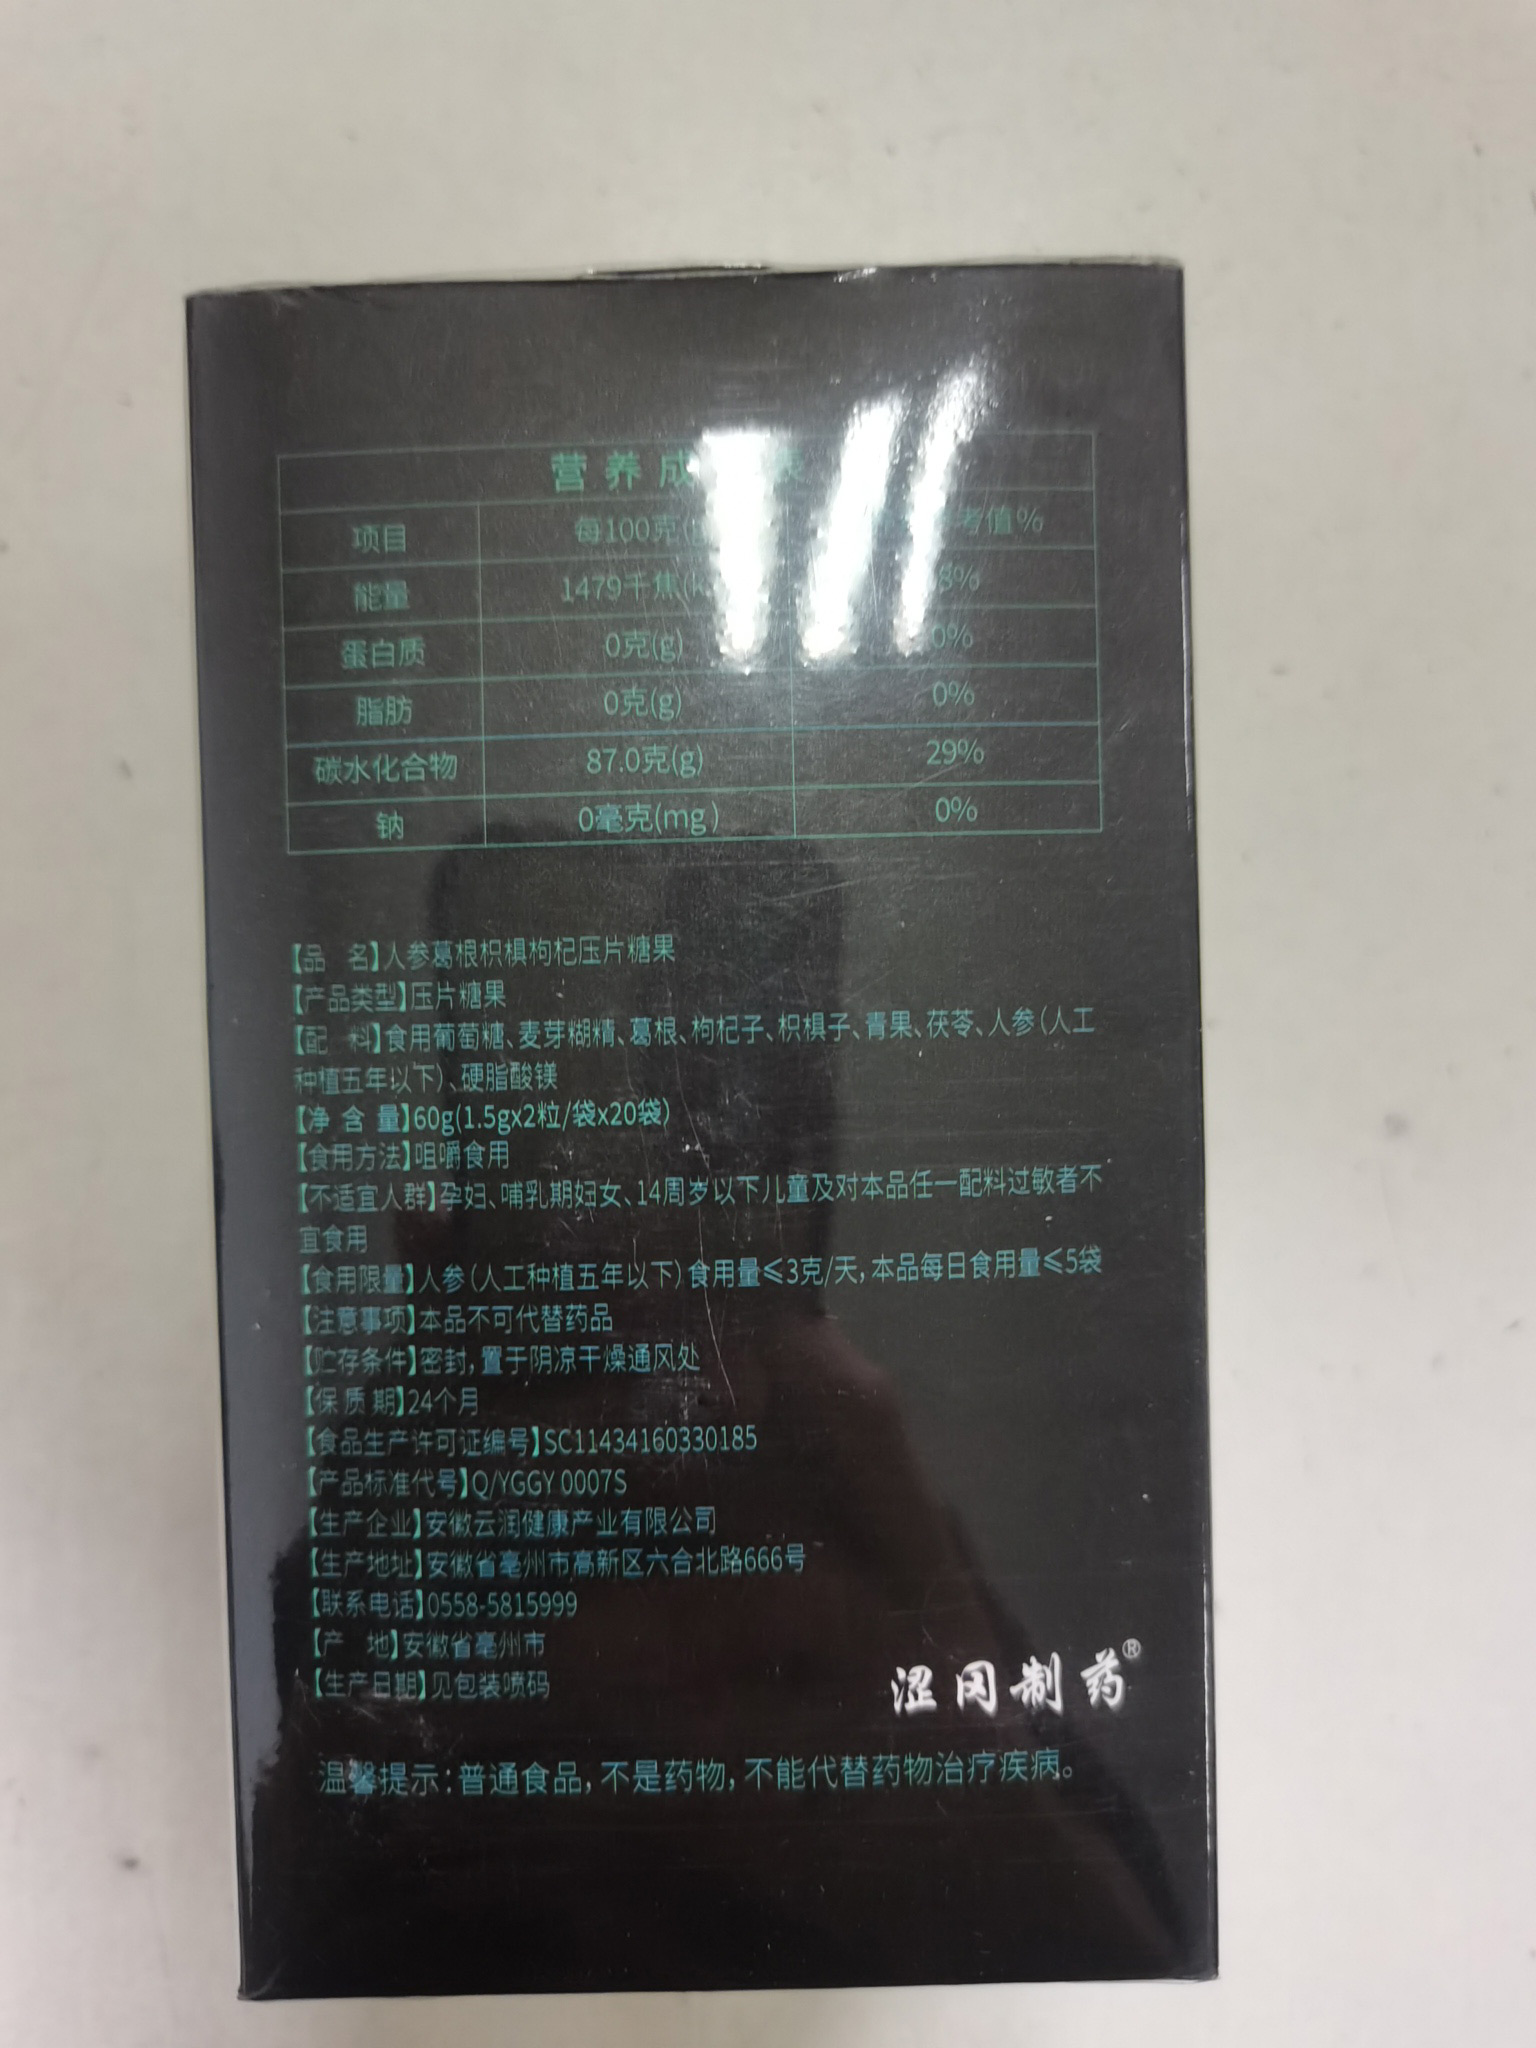 营养成 表
项目 每100克( 考值%
能量 1479千焦(k 8%
蛋白质 0克(g) 0%
脂肪 0克(g) 0%
碳水化合物 87.0克(g) 29%
钠 0毫克(mg) 0%
【品 名】人参葛根枳椇枸杞压片糖果
【产品类型】压片糖果
【配 料】食用葡萄糖、麦芽糊精、葛根、枸杞子、枳椇子、青果、茯苓、人参（人工
种植五年以下）、硬脂酸镁
【净 含 量】60g(1.5gx2粒/袋x20袋)
【食用方法】咀嚼食用
【不适宜人群】孕妇、哺乳期妇女、14周岁以下儿童及对本品任一配料过敏者不
宜食用
【食用限量】人参（人工种植五年以下）食用量≤3克/天，本品每日食用量≤5袋
【注意事项】本品不可代替药品
【贮存条件】密封，置于阴凉干燥通风处
【保 质 期】24个月
【食品生产许可证编号】SC11434160330185
【产品标准代号】Q/YGGY 0007S
【生产企业】安徽云润健康产业有限公司
【生产地址】安徽省亳州市高新区六合北路666号
【联系电话】0558-5815999
【产 地】安徽省亳州市
【生产日期】见包装喷码
涩冈制药®
温馨提示：普通食品，不是药物，不能代替药物治疗疾病。